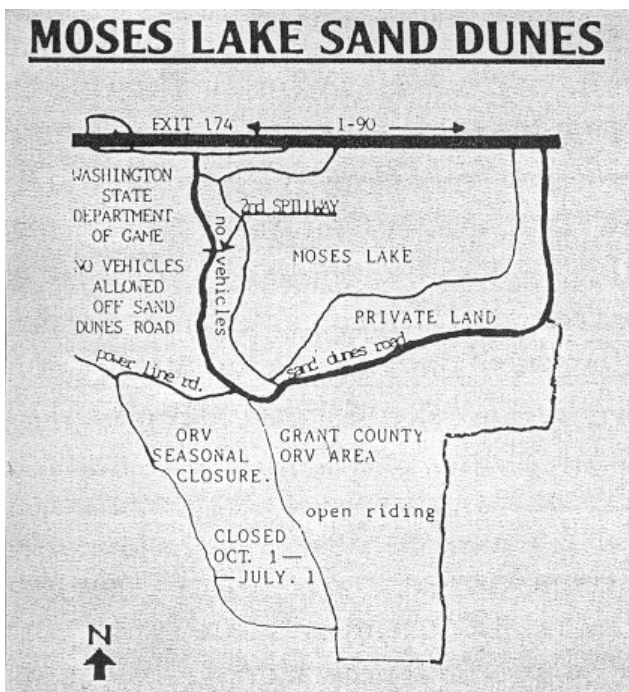 MOSES LAKE SAND DUNES
EXIT 174
I-90
WASHINGTON
STATE
DEPARTMENT
OF GAME
NO VEHICLES
ALLOWED
OFF SAND
DUNES ROAD
2nd SPILLWAY
no vehicles
MOSES LAKE
PRIVATE LAND
sand dunes road.
power line rd.
ORV
SEASONAL
CLOSURE.
GRANT COUNTY
ORV AREA
open riding
CLOSED
OCT. 1 —
— JULY. 1
N